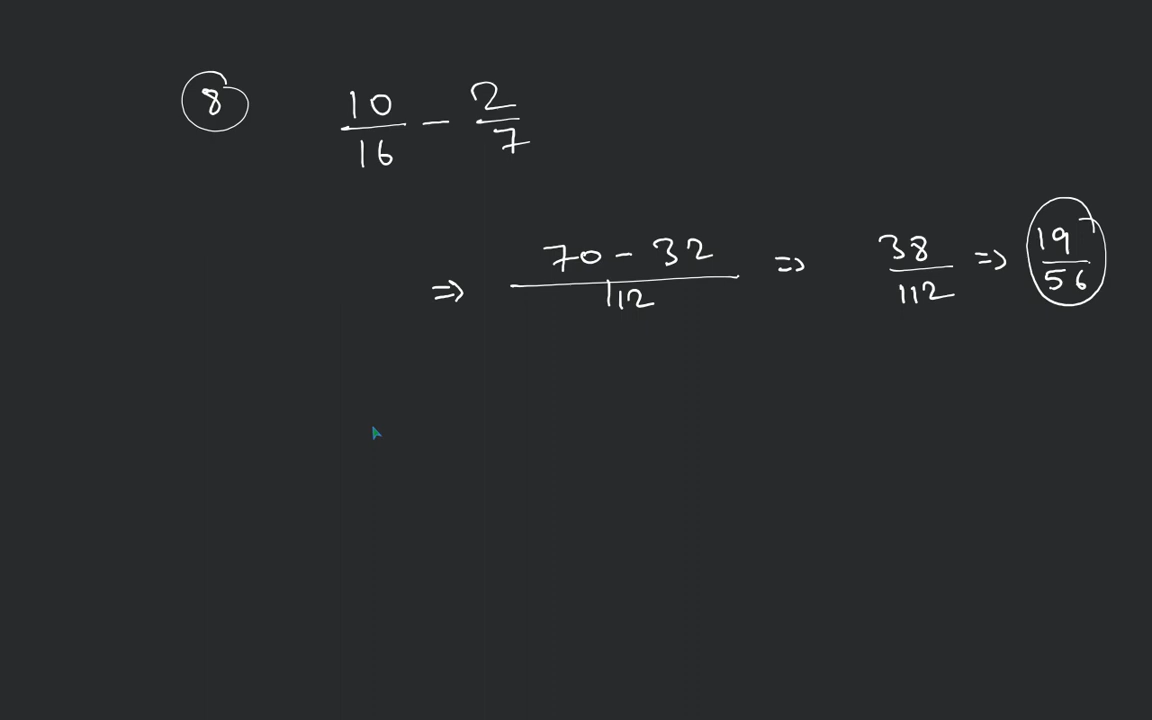 8 10/16 - 2/7
=> (70 - 32)/112 => 38/112 => 19/56